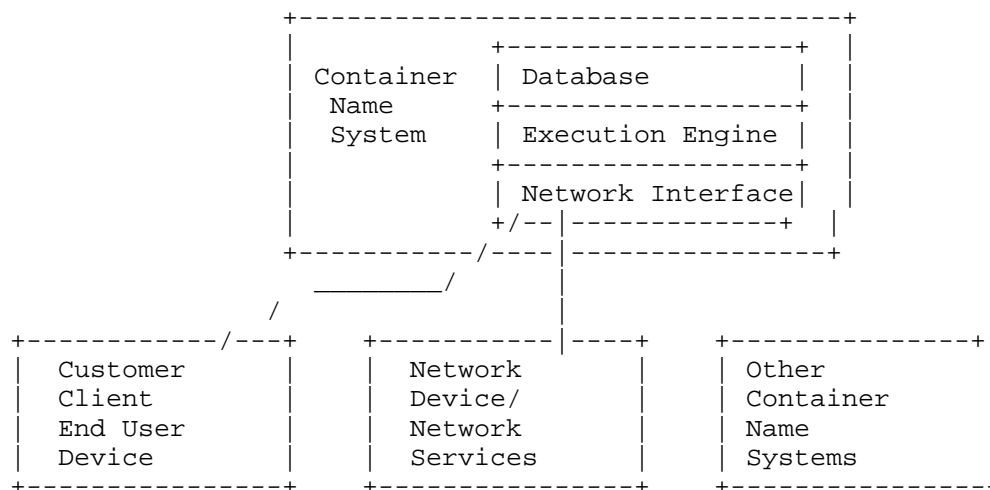 Container Database
Name
System Execution Engine
Network Interface
Customer Network Other
Client Device/ Container
End User Network Name
Device Services Systems